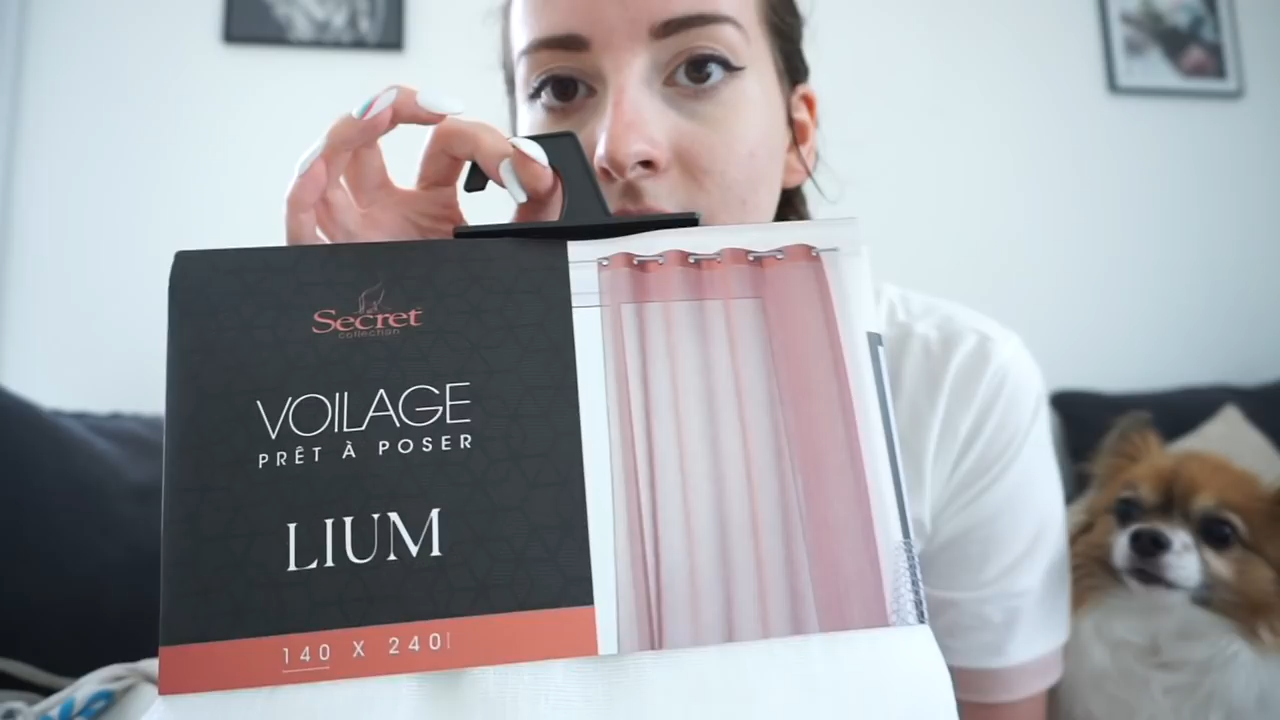 Secret
collection
VOILAGE
PRÊT À POSER
LIUM
140 X 240